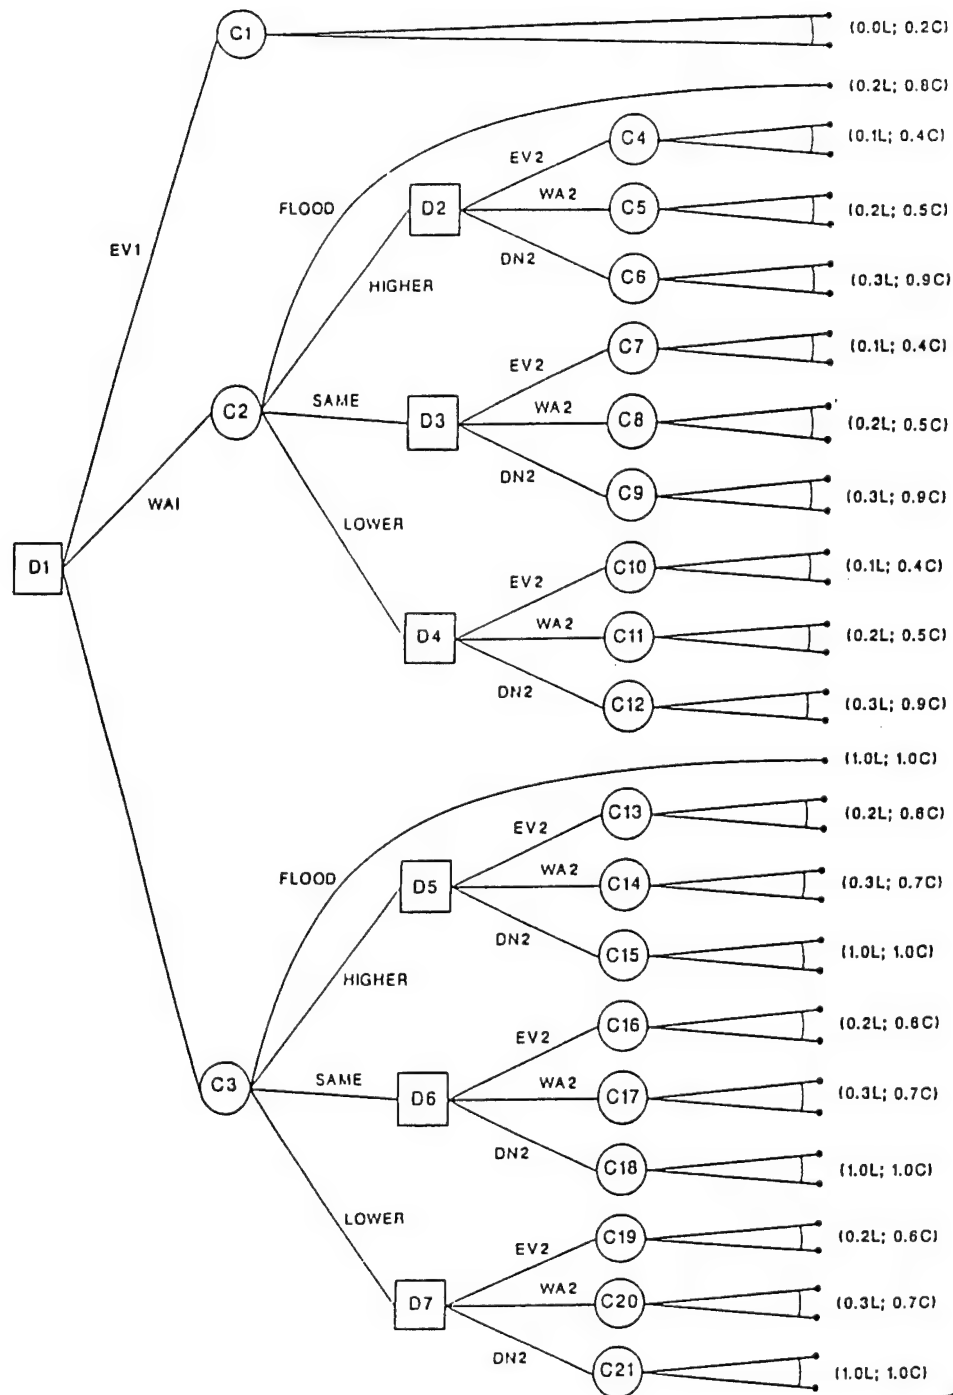 C1
(0.0L; 0.2C)
(0.2L; 0.8C)
EV2
C4
(0.1L; 0.4C)
FLOOD
D2
WA2
C5
(0.2L; 0.5C)
EV1
HIGHER
DN2
C6
(0.3L; 0.9C)
EV2
C7
(0.1L; 0.4C)
C2
SAME
D3
WA2
C8
(0.2L; 0.5C)
DN2
C9
(0.3L; 0.9C)
WA1
LOWER
D1
EV2
C10
(0.1L; 0.4C)
D4
WA2
C11
(0.2L; 0.5C)
DN2
C12
(0.3L; 0.9C)
(1.0L; 1.0C)
EV2
C13
(0.2L; 0.6C)
FLOOD
D5
WA2
C14
(0.3L; 0.7C)
HIGHER
DN2
C15
(1.0L; 1.0C)
EV2
C16
(0.2L; 0.6C)
C3
SAME
D6
WA2
C17
(0.3L; 0.7C)
DN2
C18
(1.0L; 1.0C)
LOWER
EV2
C19
(0.2L; 0.6C)
D7
WA2
C20
(0.3L; 0.7C)
DN2
C21
(1.0L; 1.0C)